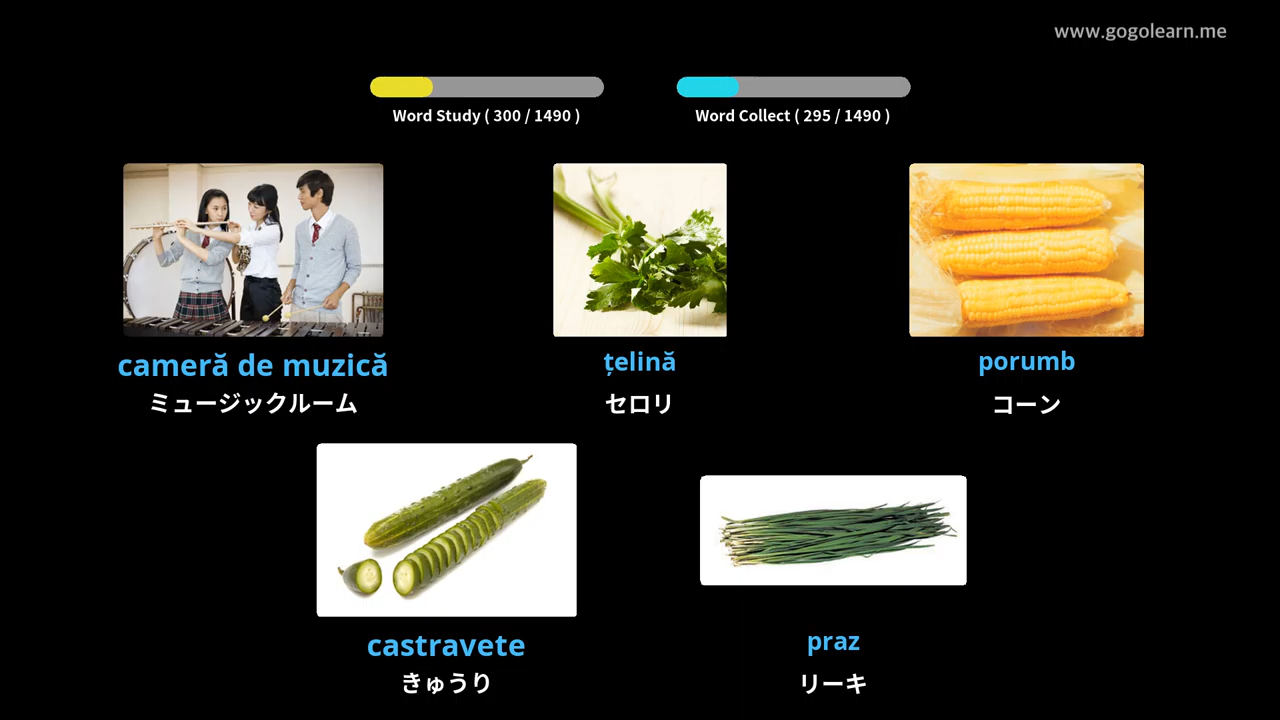 www.gogolearn.me
Word Study ( 300 / 1490 )
Word Collect ( 295 / 1490 )
cameră de muzică
ミュージックルーム
țelină
セロリ
porumb
コーン
castravete
きゅうり
praz
リーキ